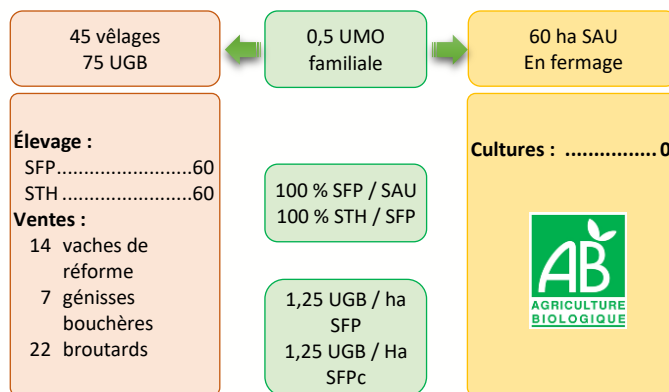 45 vêlages
75 UGB
0,5 UMO
familiale
60 ha SAU
En fermage
Élevage :
SFP.......................60
STH ......................60
Ventes :
14 vaches de
réforme
7 génisses
bouchères
22 broutards
100 % SFP / SAU
100 % STH / SFP
1,25 UGB / ha
SFP
1,25 UGB / Ha
SFPc
Cultures : ................ 0
AB
AGRICULTURE
BIOLOGIQUE